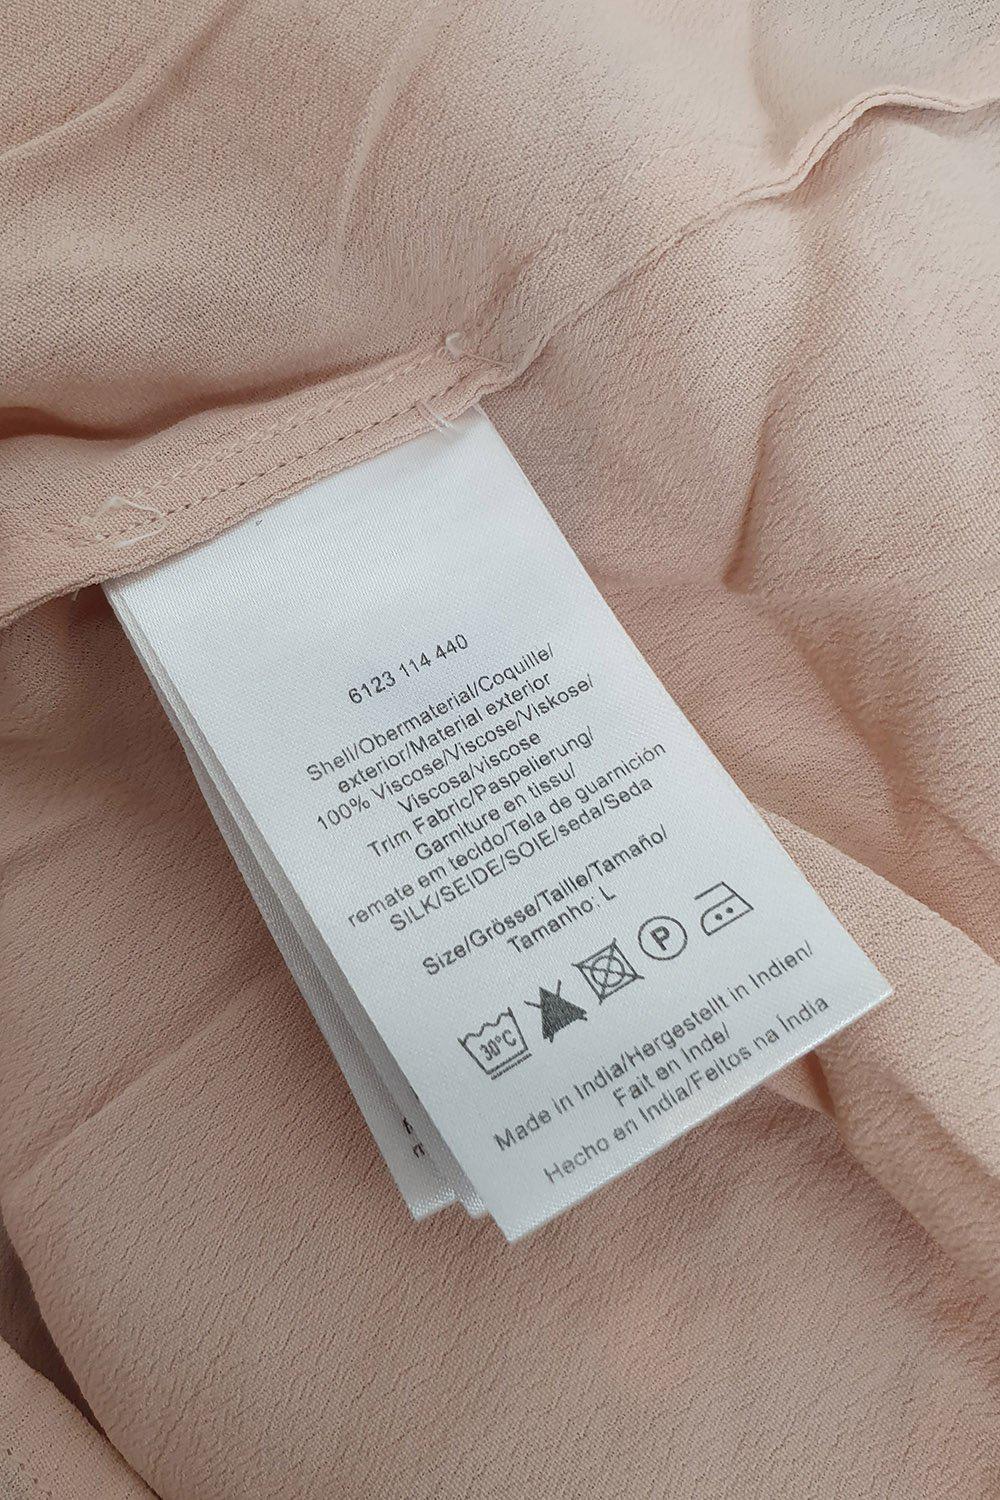 6123 114 440
Shell/Obermaterial/Coquille/
exterior/Material exterior
100% Viscose/Viscose/Viskose/
Viscosa/viscose
Trim Fabric/Paspelierung/
Garniture en tissu/
remate em tecido/Tela de guarnición
SILK/SEIDE/SOIE/seda/Seda
Size/Grösse/Taille/Tamaño/
Tamanho: L
30°C P
Made in India/Hergestellt in Indien/
Fait en Inde/
Hecho en India/Feitos na Índia